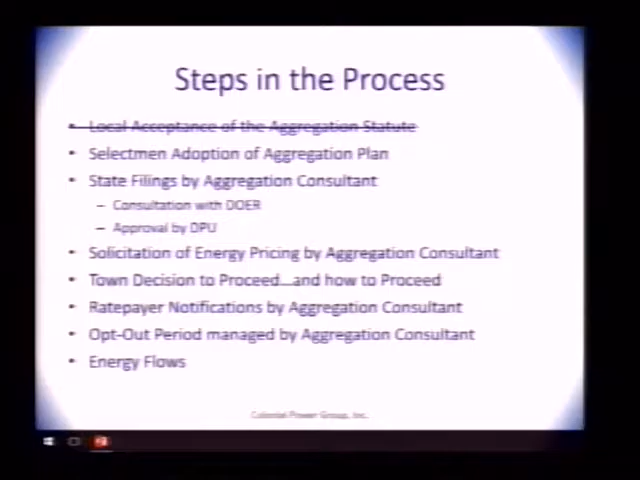 Steps in the Process
• Local Acceptance of the Aggregation Statute
• Selectmen Adoption of Aggregation Plan
• State Filings by Aggregation Consultant
– Consultation with DOER
– Approval by DPU
• Solicitation of Energy Pricing by Aggregation Consultant
• Town Decision to Proceed...and how to Proceed
• Ratepayer Notifications by Aggregation Consultant
• Opt-Out Period managed by Aggregation Consultant
• Energy Flows
Colonial Power Group, Inc.